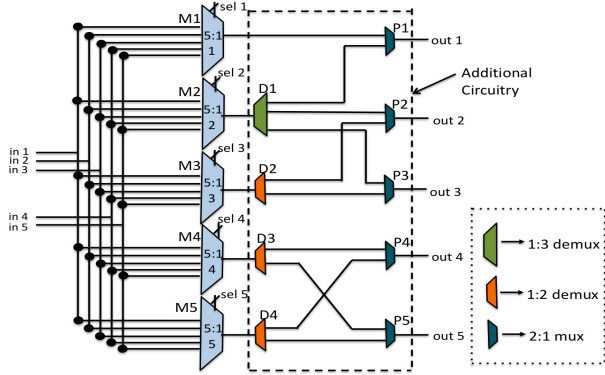 sel 1
M1
5:1
1
P1
out 1
sel 2
M2
5:1
2
D1
P2
out 2
Additional
Circuitry
in 1
in 2
in 3
in 4
in 5
sel 3
M3
5:1
3
D2
P3
out 3
sel 4
M4
5:1
4
D3
P4
out 4
sel 5
M5
5:1
5
D4
P5
out 5
1:3 demux
1:2 demux
2:1 mux